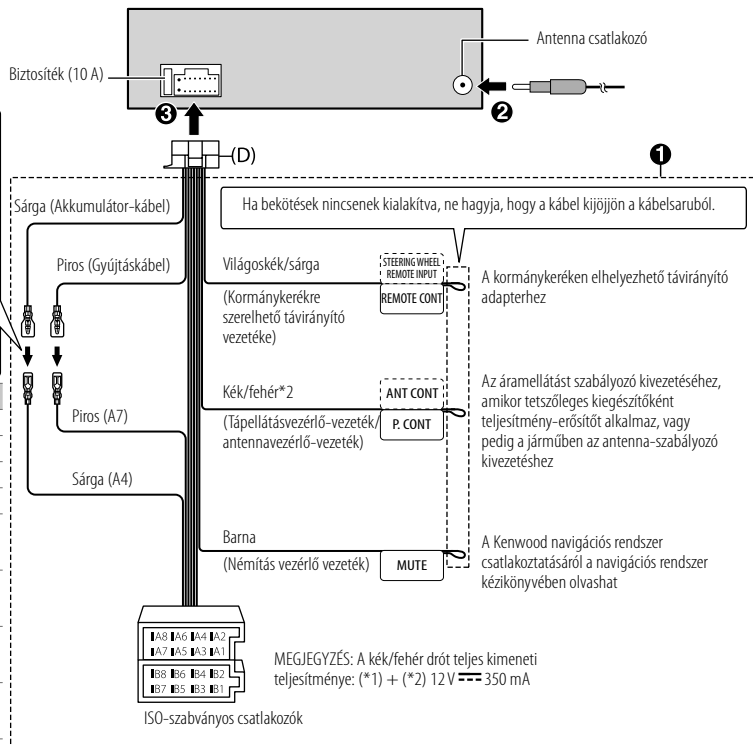 Antenna csatlakozó
Biztosíték (10 A)
❸
❷
(D)
❶
Sárga (Akkumulátor-kábel)
Ha bekötések nincsenek kialakítva, ne hagyja, hogy a kábel kijöjjön a kábelsaruból.
Piros (Gyújtáskábel)
Világoskék/sárga
(Kormánykerékre
szerelhető távirányító
vezetéke)
STEERING WHEEL
REMOTE INPUT
REMOTE CONT
A kormánykeréken elhelyezhető távirányító
adapterhez
Kék/fehér*2
(Tápellátásvezérlő-vezeték/
antennavezérlő-vezeték)
ANT CONT
P. CONT
Az áramellátást szabályozó kivezetéséhez,
amikor tetszőleges kiegészítőként
teljesítmény-erősítőt alkalmaz, vagy
pedig a járműben az antenna-szabályozó
kivezetéshez
Piros (A7)
Sárga (A4)
Barna
(Némítás vezérlő vezeték)
MUTE
A Kenwood navigációs rendszer
csatlakoztatásáról a navigációs rendszer
kézikönyvében olvashat
A8 A6 A4 A2
A7 A5 A3 A1
B8 B6 B4 B2
B7 B5 B3 B1
MEGJEGYZÉS: A kék/fehér drót teljes kimeneti
teljesítménye: (*1) + (*2) 12 V ⎓ 350 mA
ISO-szabványos csatlakozók